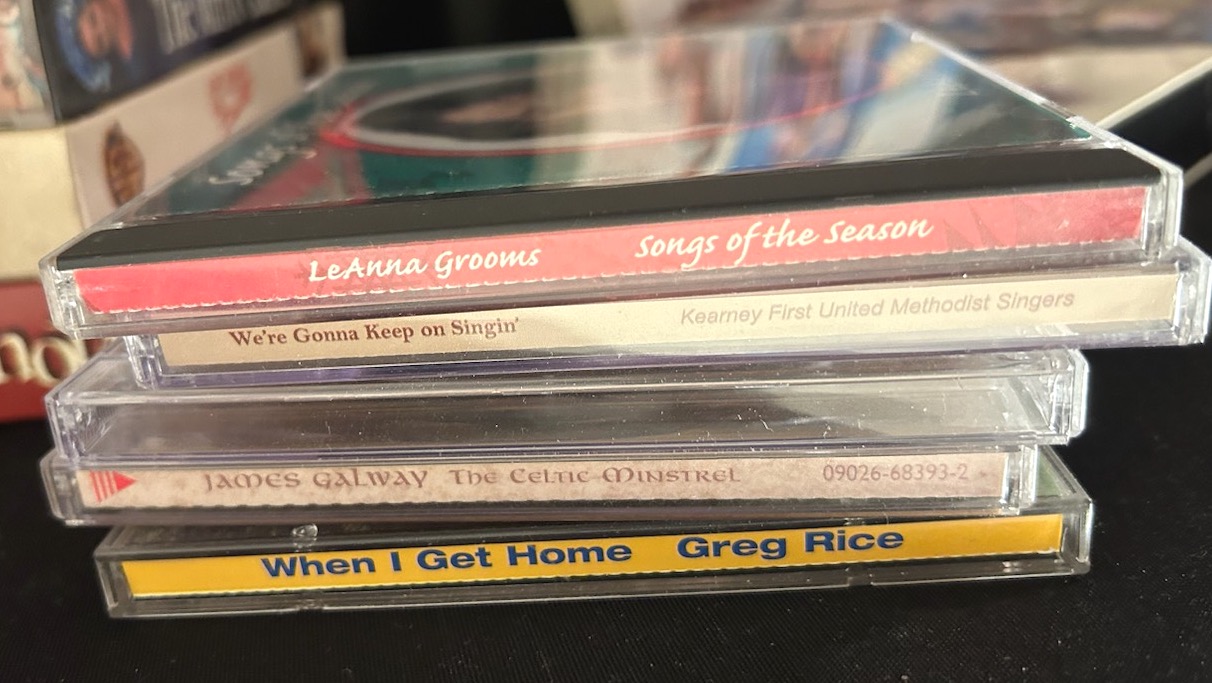 LeAnna Grooms Songs of the Season
We're Gonna Keep on Singin' Kearney First United Methodist Singers
JAMES GALWAY The Celtic Minstrel 09026-68393-2
When I Get Home Greg Rice